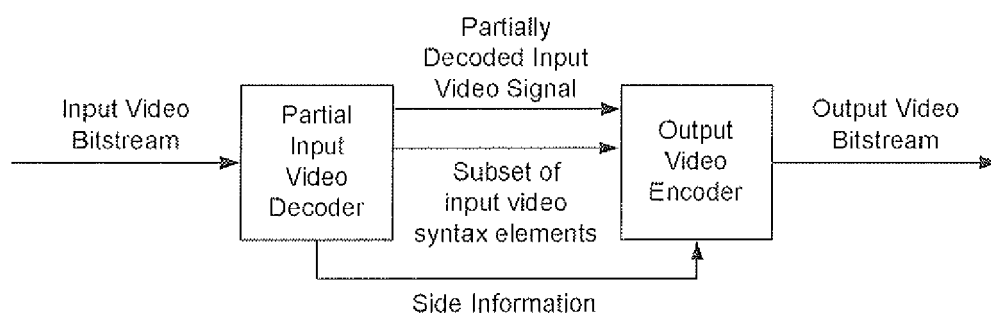 Partially
Decoded Input
Video Signal
Input Video
Bitstream
Partial
Input
Video
Decoder
Output
Video
Encoder
Output Video
Bitstream
Subset of
input video
syntax elements
Side Information